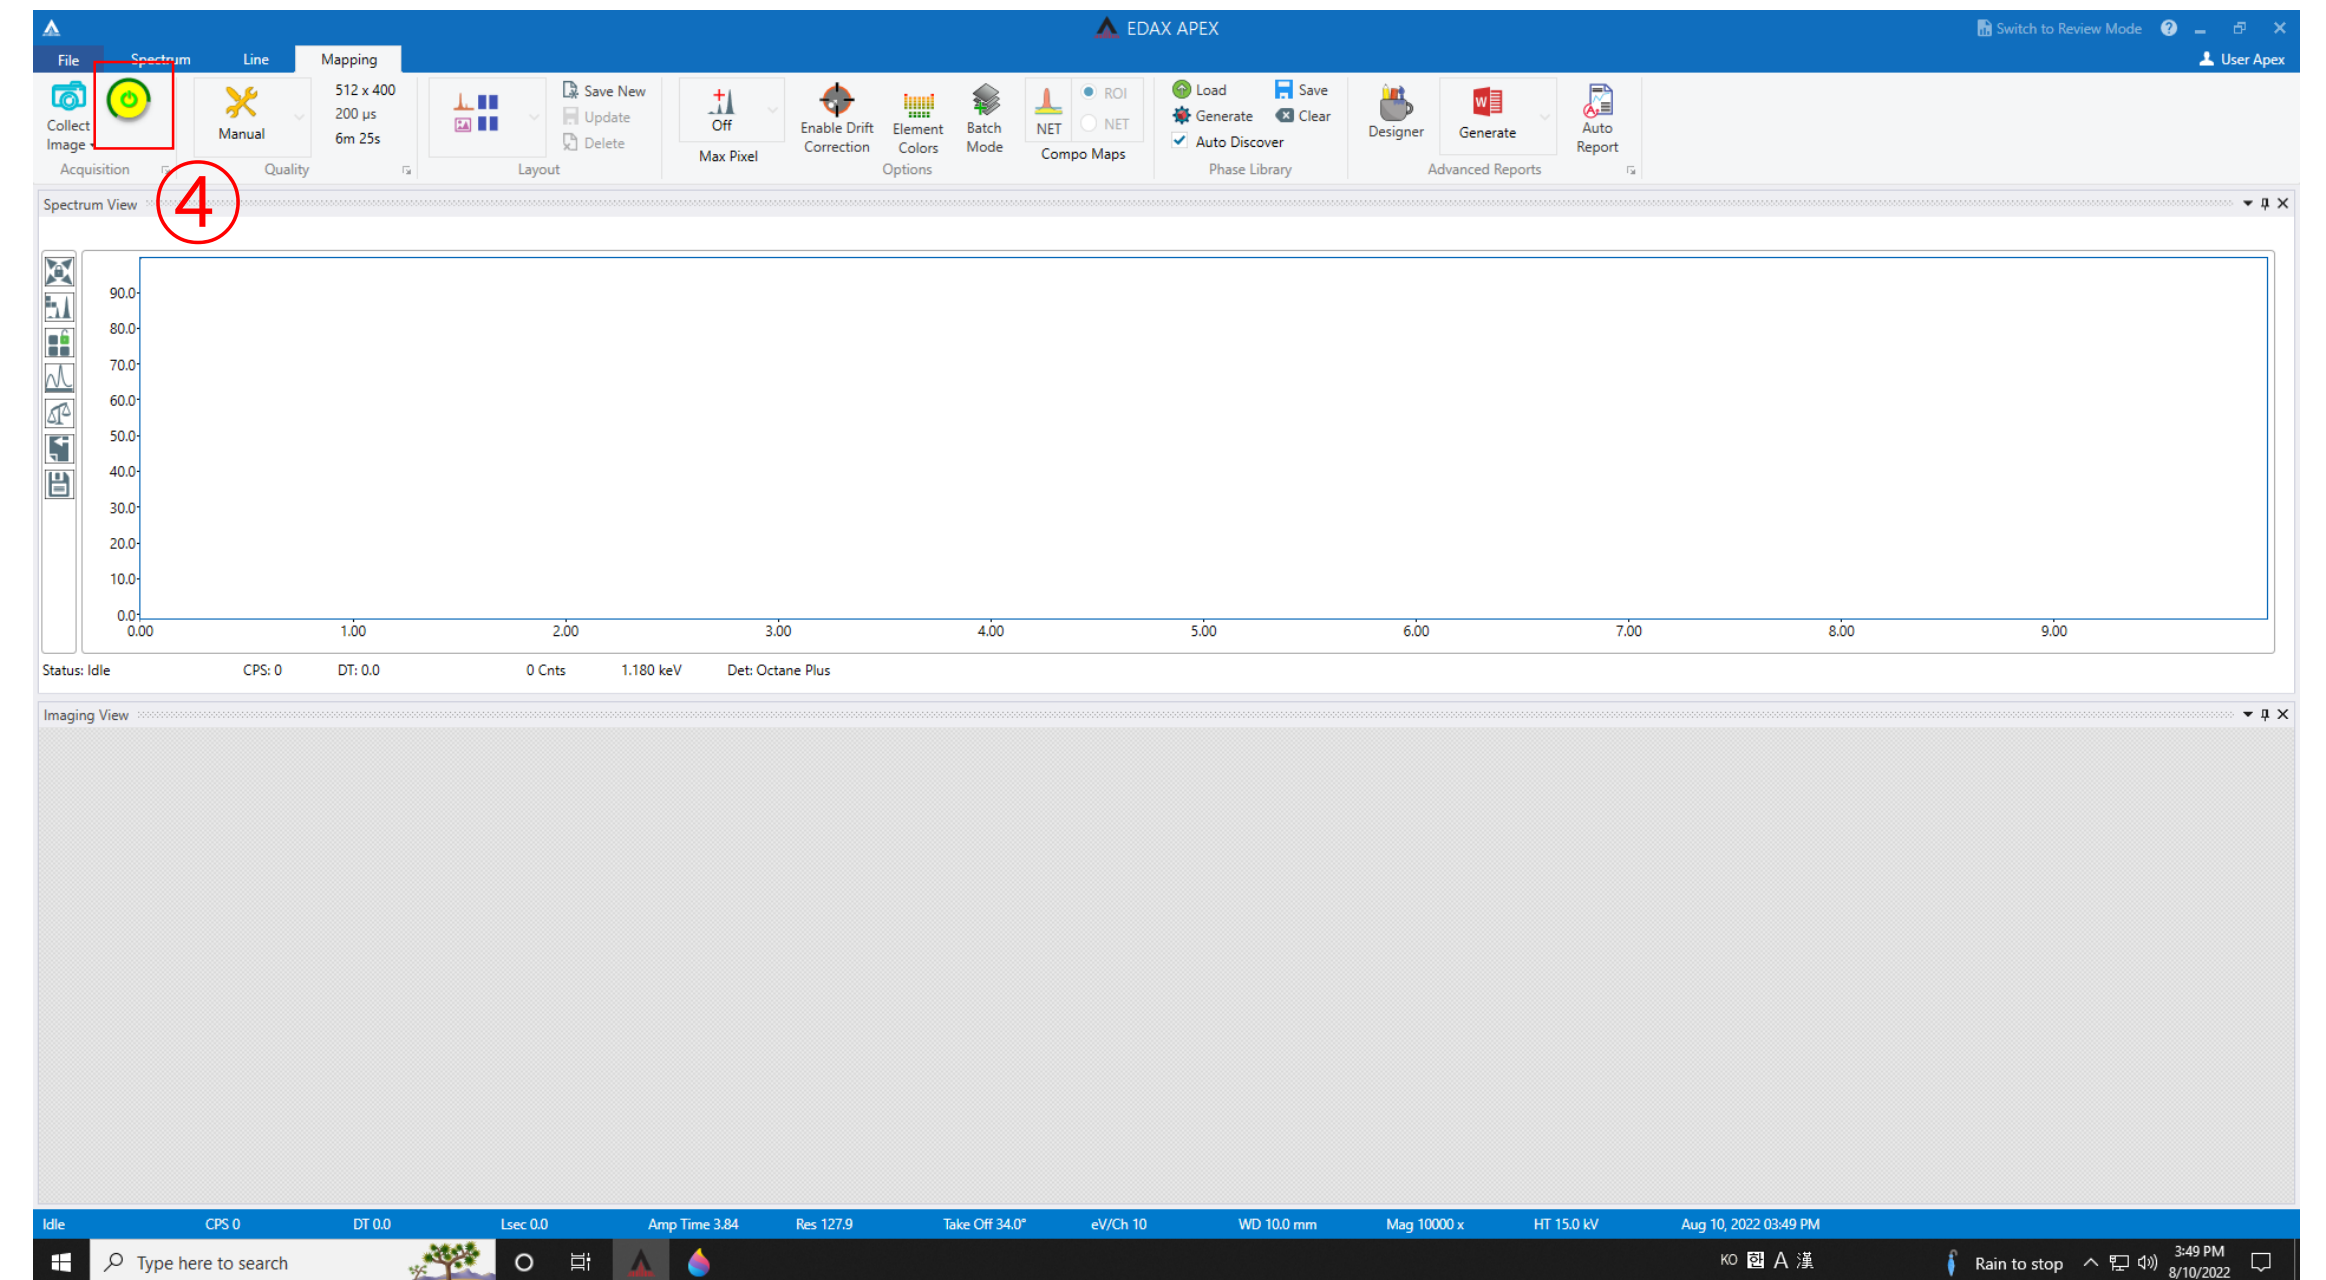 EDAX APEX
Switch to Review Mode
File Spectrum Line Mapping
User Apex
Collect Image
Acquisition
Manual
512 x 400
200 µs
6m 25s
Quality
Save New
Update
Delete
Layout
Off
Max Pixel
Enable Drift Correction
Element Colors
Batch Mode
Options
NET
ROI
NET
Compo Maps
Load
Save
Generate
Clear
Auto Discover
Phase Library
Designer
W
Generate
Auto Report
Advanced Reports
④
Spectrum View
90.0
80.0
70.0
60.0
50.0
40.0
30.0
20.0
10.0
0.0
0.00 1.00 2.00 3.00 4.00 5.00 6.00 7.00 8.00 9.00
Status: Idle CPS: 0 DT: 0.0 0 Cnts 1.180 keV Det: Octane Plus
Imaging View
Idle CPS 0 DT 0.0 Lsec 0.0 Amp Time 3.84 Res 127.9 Take Off 34.0° eV/Ch 10 WD 10.0 mm Mag 10000 x HT 15.0 kV Aug 10, 2022 03:49 PM
Type here to search
KO A 漢
Rain to stop
3:49 PM
8/10/2022